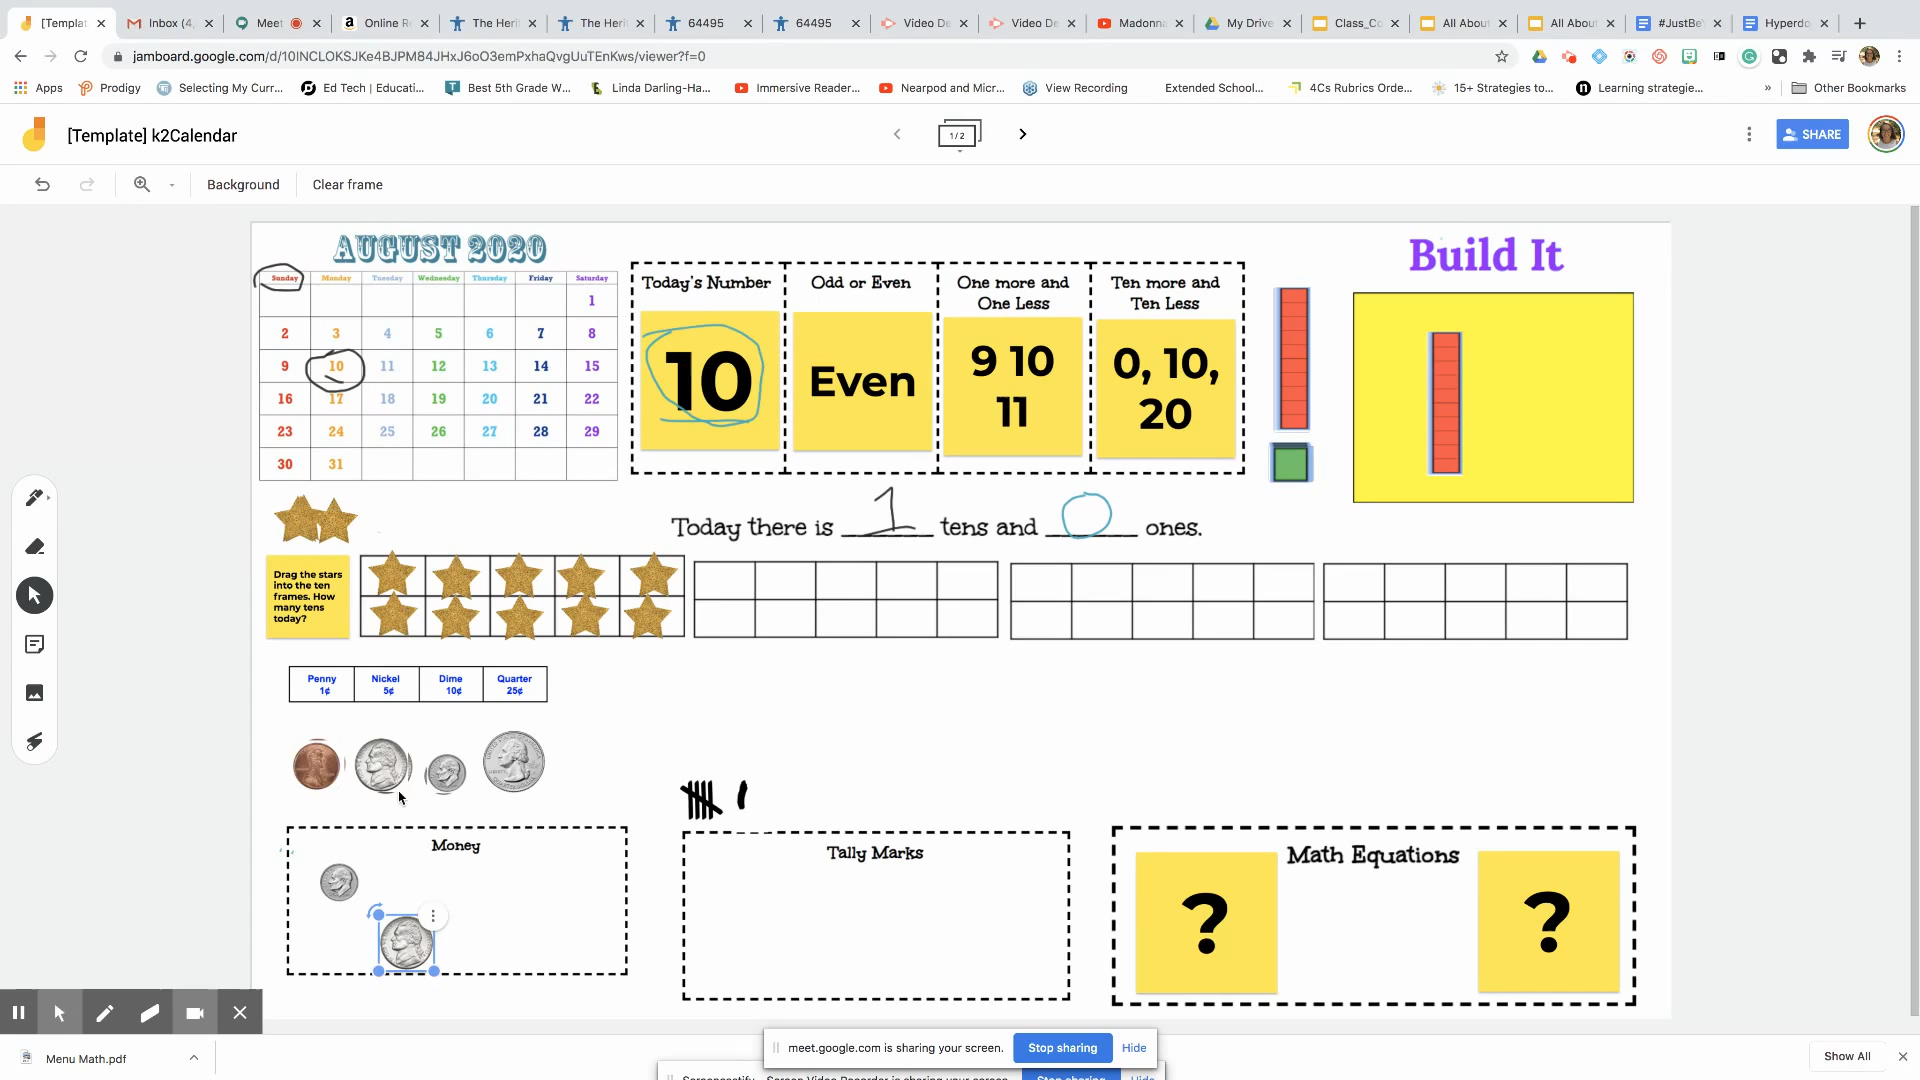 [Templat
Inbox (4,
Meet
Online Re
The Heri
The Heri
64495
64495
Video De
Video De
Madonna
My Drive
Class_Co
All About
All About
#JustBeY
Hyperdo
jamboard.google.com/d/10lNCLOKSJKe4BJPM84JHxJ6oO3emPxhaQvgUuTEnKws/viewer?f=0
Apps
Prodigy
Selecting My Curr...
Ed Tech | Educati...
Best 5th Grade W...
Linda Darling-Ha...
Immersive Reader...
Nearpod and Micr...
View Recording
Extended School...
4Cs Rubrics Orde...
15+ Strategies to...
Learning strategie...
»
Other Bookmarks
[Template] k2Calendar
1/2
SHARE
Background
Clear frame
AUGUST 2020
Sunday Monday Tuesday Wednesday Thursday Friday Saturday
1
2 3 4 5 6 7 8
9 10 11 12 13 14 15
16 17 18 19 20 21 22
23 24 25 26 27 28 29
30 31
Today's Number
10
Odd or Even
Even
One more and
One Less
9 10
11
Ten more and
Ten Less
0, 10,
20
Build It
Today there is 1 tens and 0 ones.
Drag the stars
into the ten
frames. How
many tens
today?
Penny Nickel Dime Quarter
1¢ 5¢ 10¢ 25¢
Money
Tally Marks
Math Equations
?
?
meet.google.com is sharing your screen.
Stop sharing
Hide
Menu Math.pdf
Show All